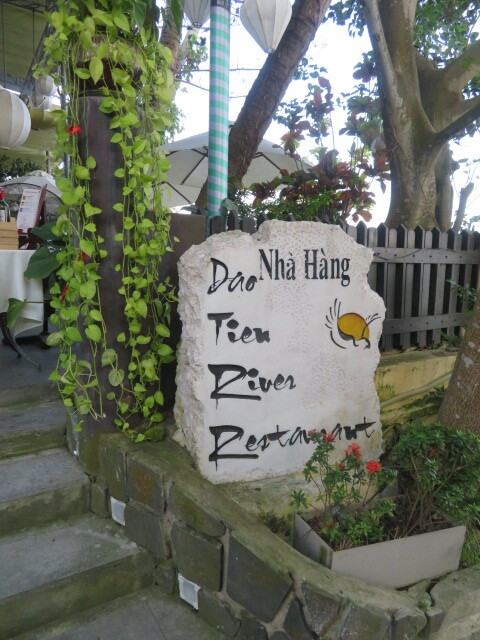 Nhà Hàng
Dao
Tien
River
Restaurant